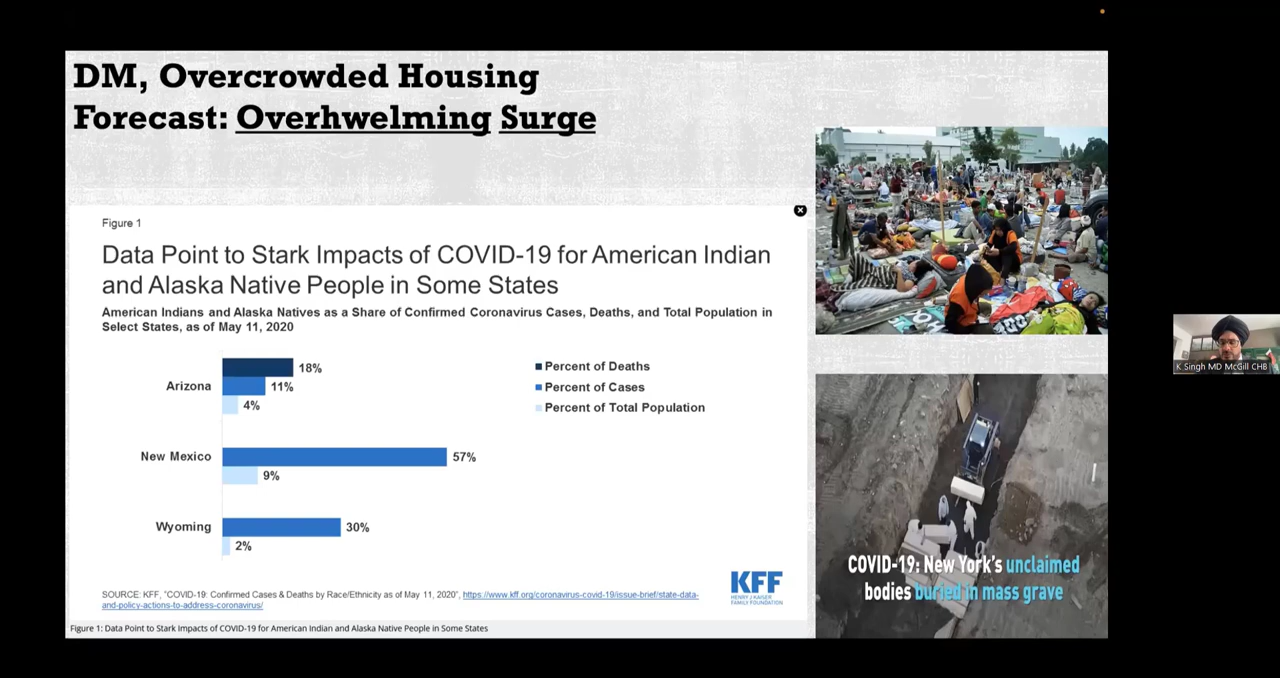 DM, Overcrowded Housing
Forecast: Overhwelming Surge
Figure 1
Data Point to Stark Impacts of COVID-19 for American Indian
and Alaska Native People in Some States
American Indians and Alaska Natives as a Share of Confirmed Coronavirus Cases, Deaths, and Total Population in
Select States, as of May 11, 2020
Arizona
18%
11%
4%
Percent of Deaths
Percent of Cases
Percent of Total Population
New Mexico
57%
9%
Wyoming
30%
2%
SOURCE: KFF, "COVID-19: Confirmed Cases & Deaths by Race/Ethnicity as of May 11, 2020", https://www.kff.org/coronavirus-covid-19/issue-brief/state-data-
and-policy-actions-to-address-coronavirus/
KFF
HENRY J KAISER
FAMILY FOUNDATION
Figure 1: Data Point to Stark Impacts of COVID-19 for American Indian and Alaska Native People in Some States
COVID-19: New York's unclaimed
bodies buried in mass grave
K Singh MD McGill CHB